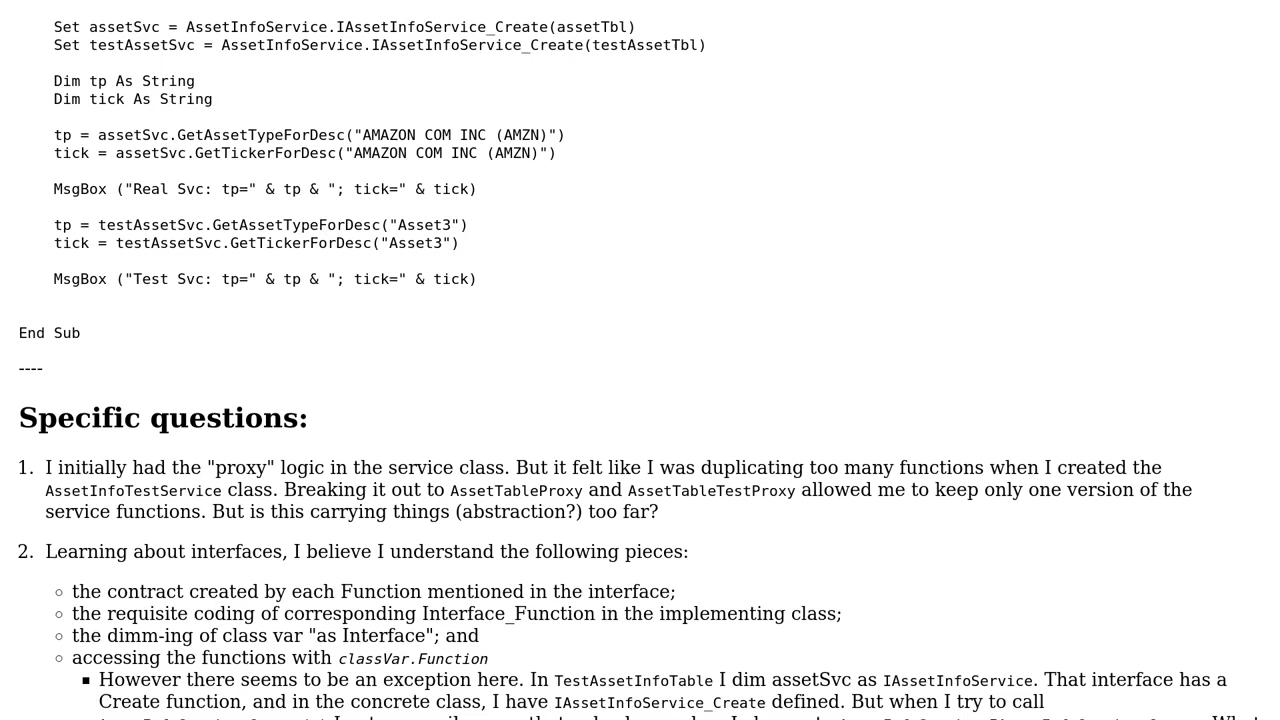 Set assetSvc = AssetInfoService.IAssetInfoService_Create(assetTbl)
Set testAssetSvc = AssetInfoService.IAssetInfoService_Create(testAssetTbl)
Dim tp As String
Dim tick As String
tp = assetSvc.GetAssetTypeForDesc("AMAZON COM INC (AMZN)")
tick = assetSvc.GetTickerForDesc("AMAZON COM INC (AMZN)")
MsgBox ("Real Svc: tp=" & tp & "; tick=" & tick)
tp = testAssetSvc.GetAssetTypeForDesc("Asset3")
tick = testAssetSvc.GetTickerForDesc("Asset3")
MsgBox ("Test Svc: tp=" & tp & "; tick=" & tick)
End Sub
----
Specific questions:
1. I initially had the "proxy" logic in the service class. But it felt like I was duplicating too many functions when I created the
AssetInfoTestService class. Breaking it out to AssetTableProxy and AssetTableTestProxy allowed me to keep only one version of the
service functions. But is this carrying things (abstraction?) too far?
2. Learning about interfaces, I believe I understand the following pieces:
◦ the contract created by each Function mentioned in the interface;
◦ the requisite coding of corresponding Interface_Function in the implementing class;
◦ the dimm-ing of class var "as Interface"; and
◦ accessing the functions with classVar.Function
▪ However there seems to be an exception here. In TestAssetInfoTable I dim assetSvc as IAssetInfoService. That interface has a
Create function, and in the concrete class, I have IAssetInfoService_Create defined. But when I try to call